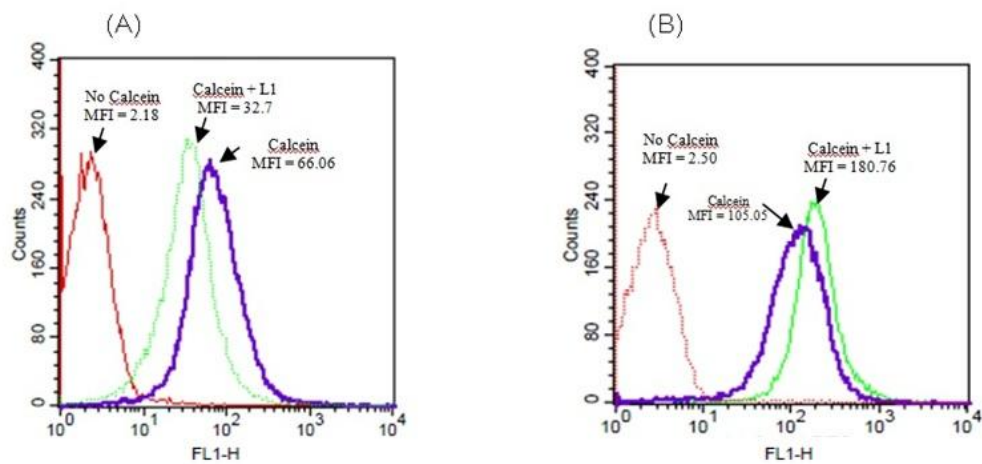 (A)
400
320
240
160
80
0
Counts
No Calcein
MFI = 2.18
Calcein + L1
MFI = 32.7
Calcein
MFI = 66.06
10⁰
10¹
10²
10³
10⁴
FL1-H
(B)
400
320
240
160
80
0
Counts
No Calcein
MFI = 2.50
Calcein
MFI = 105.05
Calcein + L1
MFI = 180.76
10⁰
10¹
10²
10³
10⁴
FL1-H